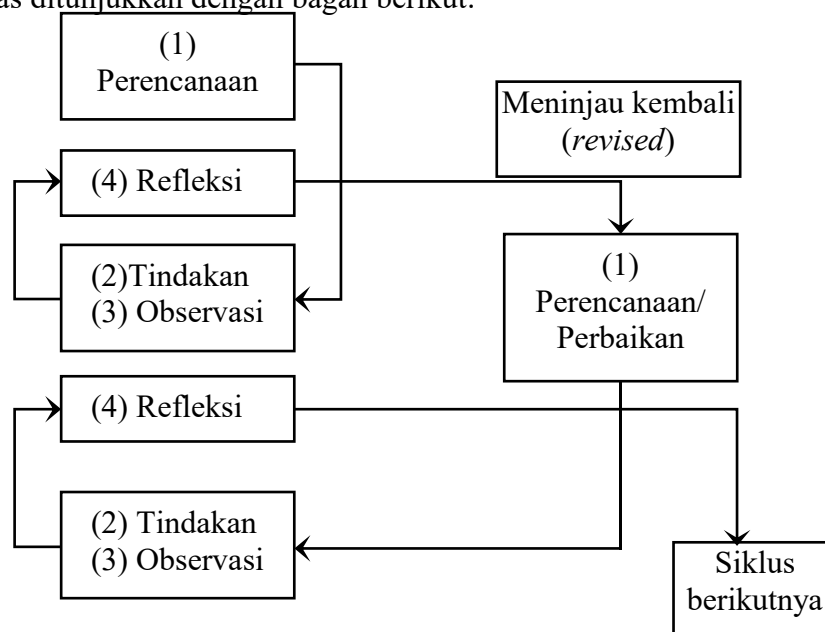 ditunjukkan dengan bagan berikut:
(1)
Perencanaan
Meninjau kembali
(revised)
(4) Refleksi
(1)
Perencanaan/
Perbaikan
(2)Tindakan
(3) Observasi
(4) Refleksi
(2) Tindakan
(3) Observasi
Siklus
berikutnya